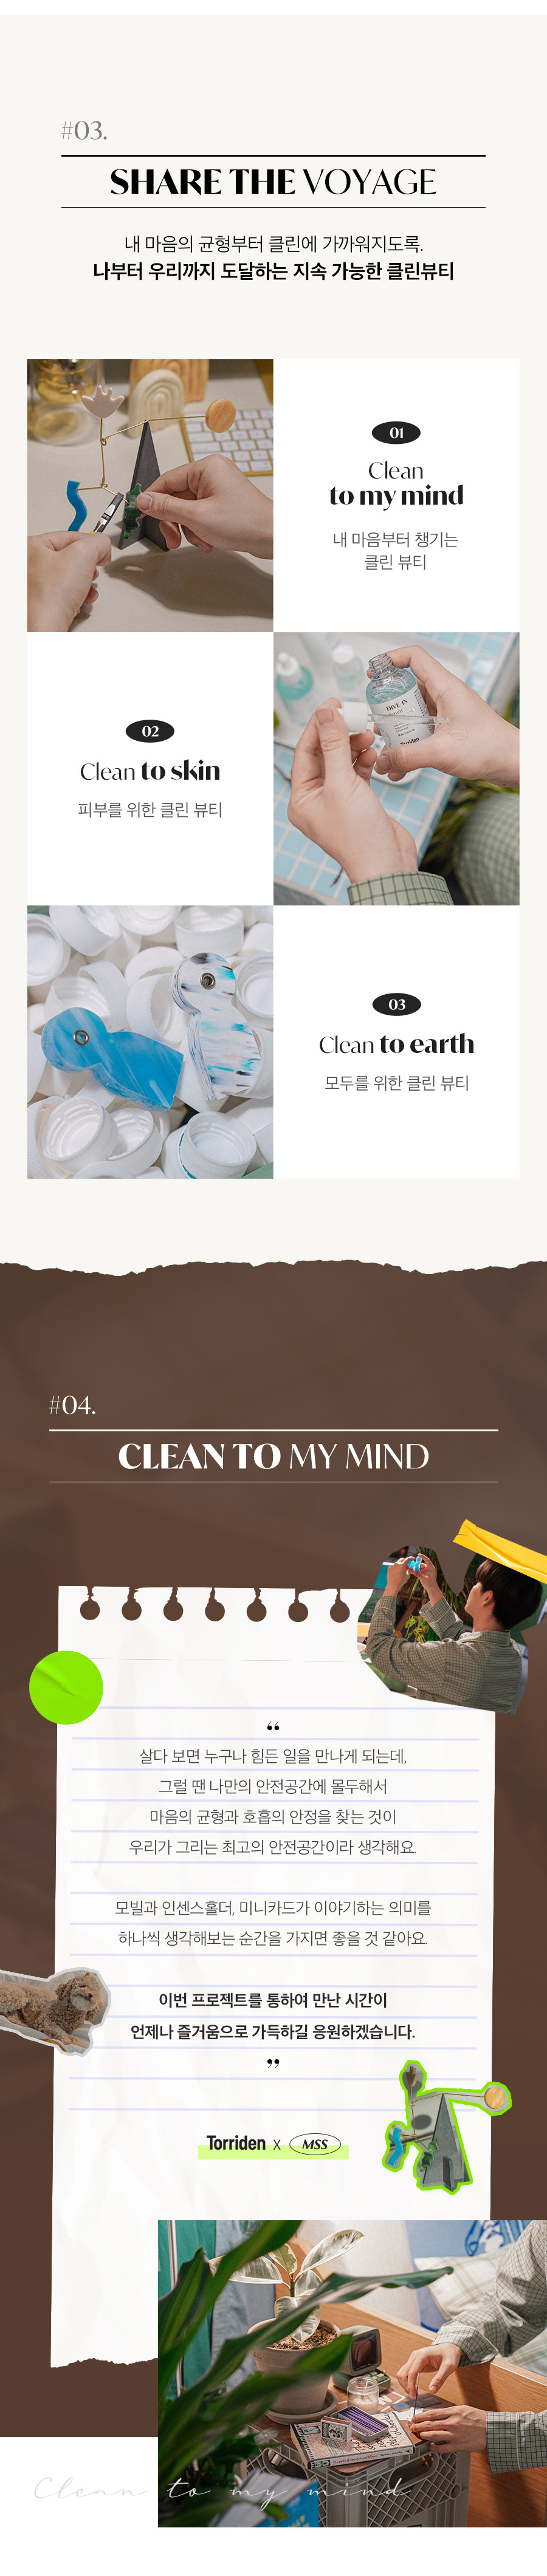 #03.
SHARE THE VOYAGE
내 마음의 균형부터 클린에 가까워지도록.
나부터 우리까지 도달하는 지속 가능한 클린뷰티
01
Clean
to my mind
내 마음부터 챙기는
클린 뷰티
DIVE IN
Torriden
02
Clean to skin
피부를 위한 클린 뷰티
03
Clean to earth
모두를 위한 클린 뷰티
#04.
CLEAN TO MY MIND
“
살다 보면 누구나 힘든 일을 만나게 되는데,
그럴 땐 나만의 안전공간에 몰두해서
마음의 균형과 호흡의 안정을 찾는 것이
우리가 그리는 최고의 안전공간이라 생각해요.
모빌과 인센스홀더, 미니카드가 이야기하는 의미를
하나씩 생각해보는 순간을 가지면 좋을 것 같아요.
이번 프로젝트를 통하여 만난 시간이
언제나 즐거움으로 가득하길 응원하겠습니다.
”
Torriden X MSS
Clean to my mind